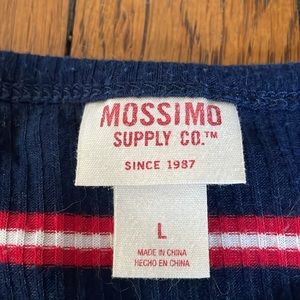 MOSSIMO
SUPPLY CO.™
SINCE 1987
L
MADE IN CHINA
HECHO EN CHINA